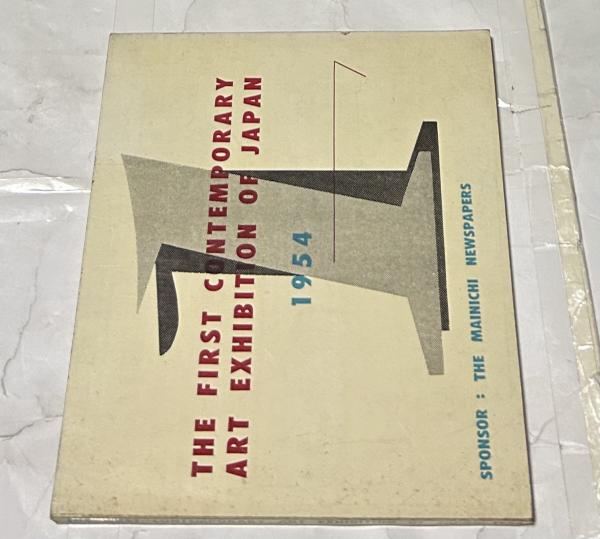 THE FIRST CONTEMPORARY
ART EXHIBITION OF JAPAN
1954
SPONSOR : THE MAINICHI NEWSPAPERS